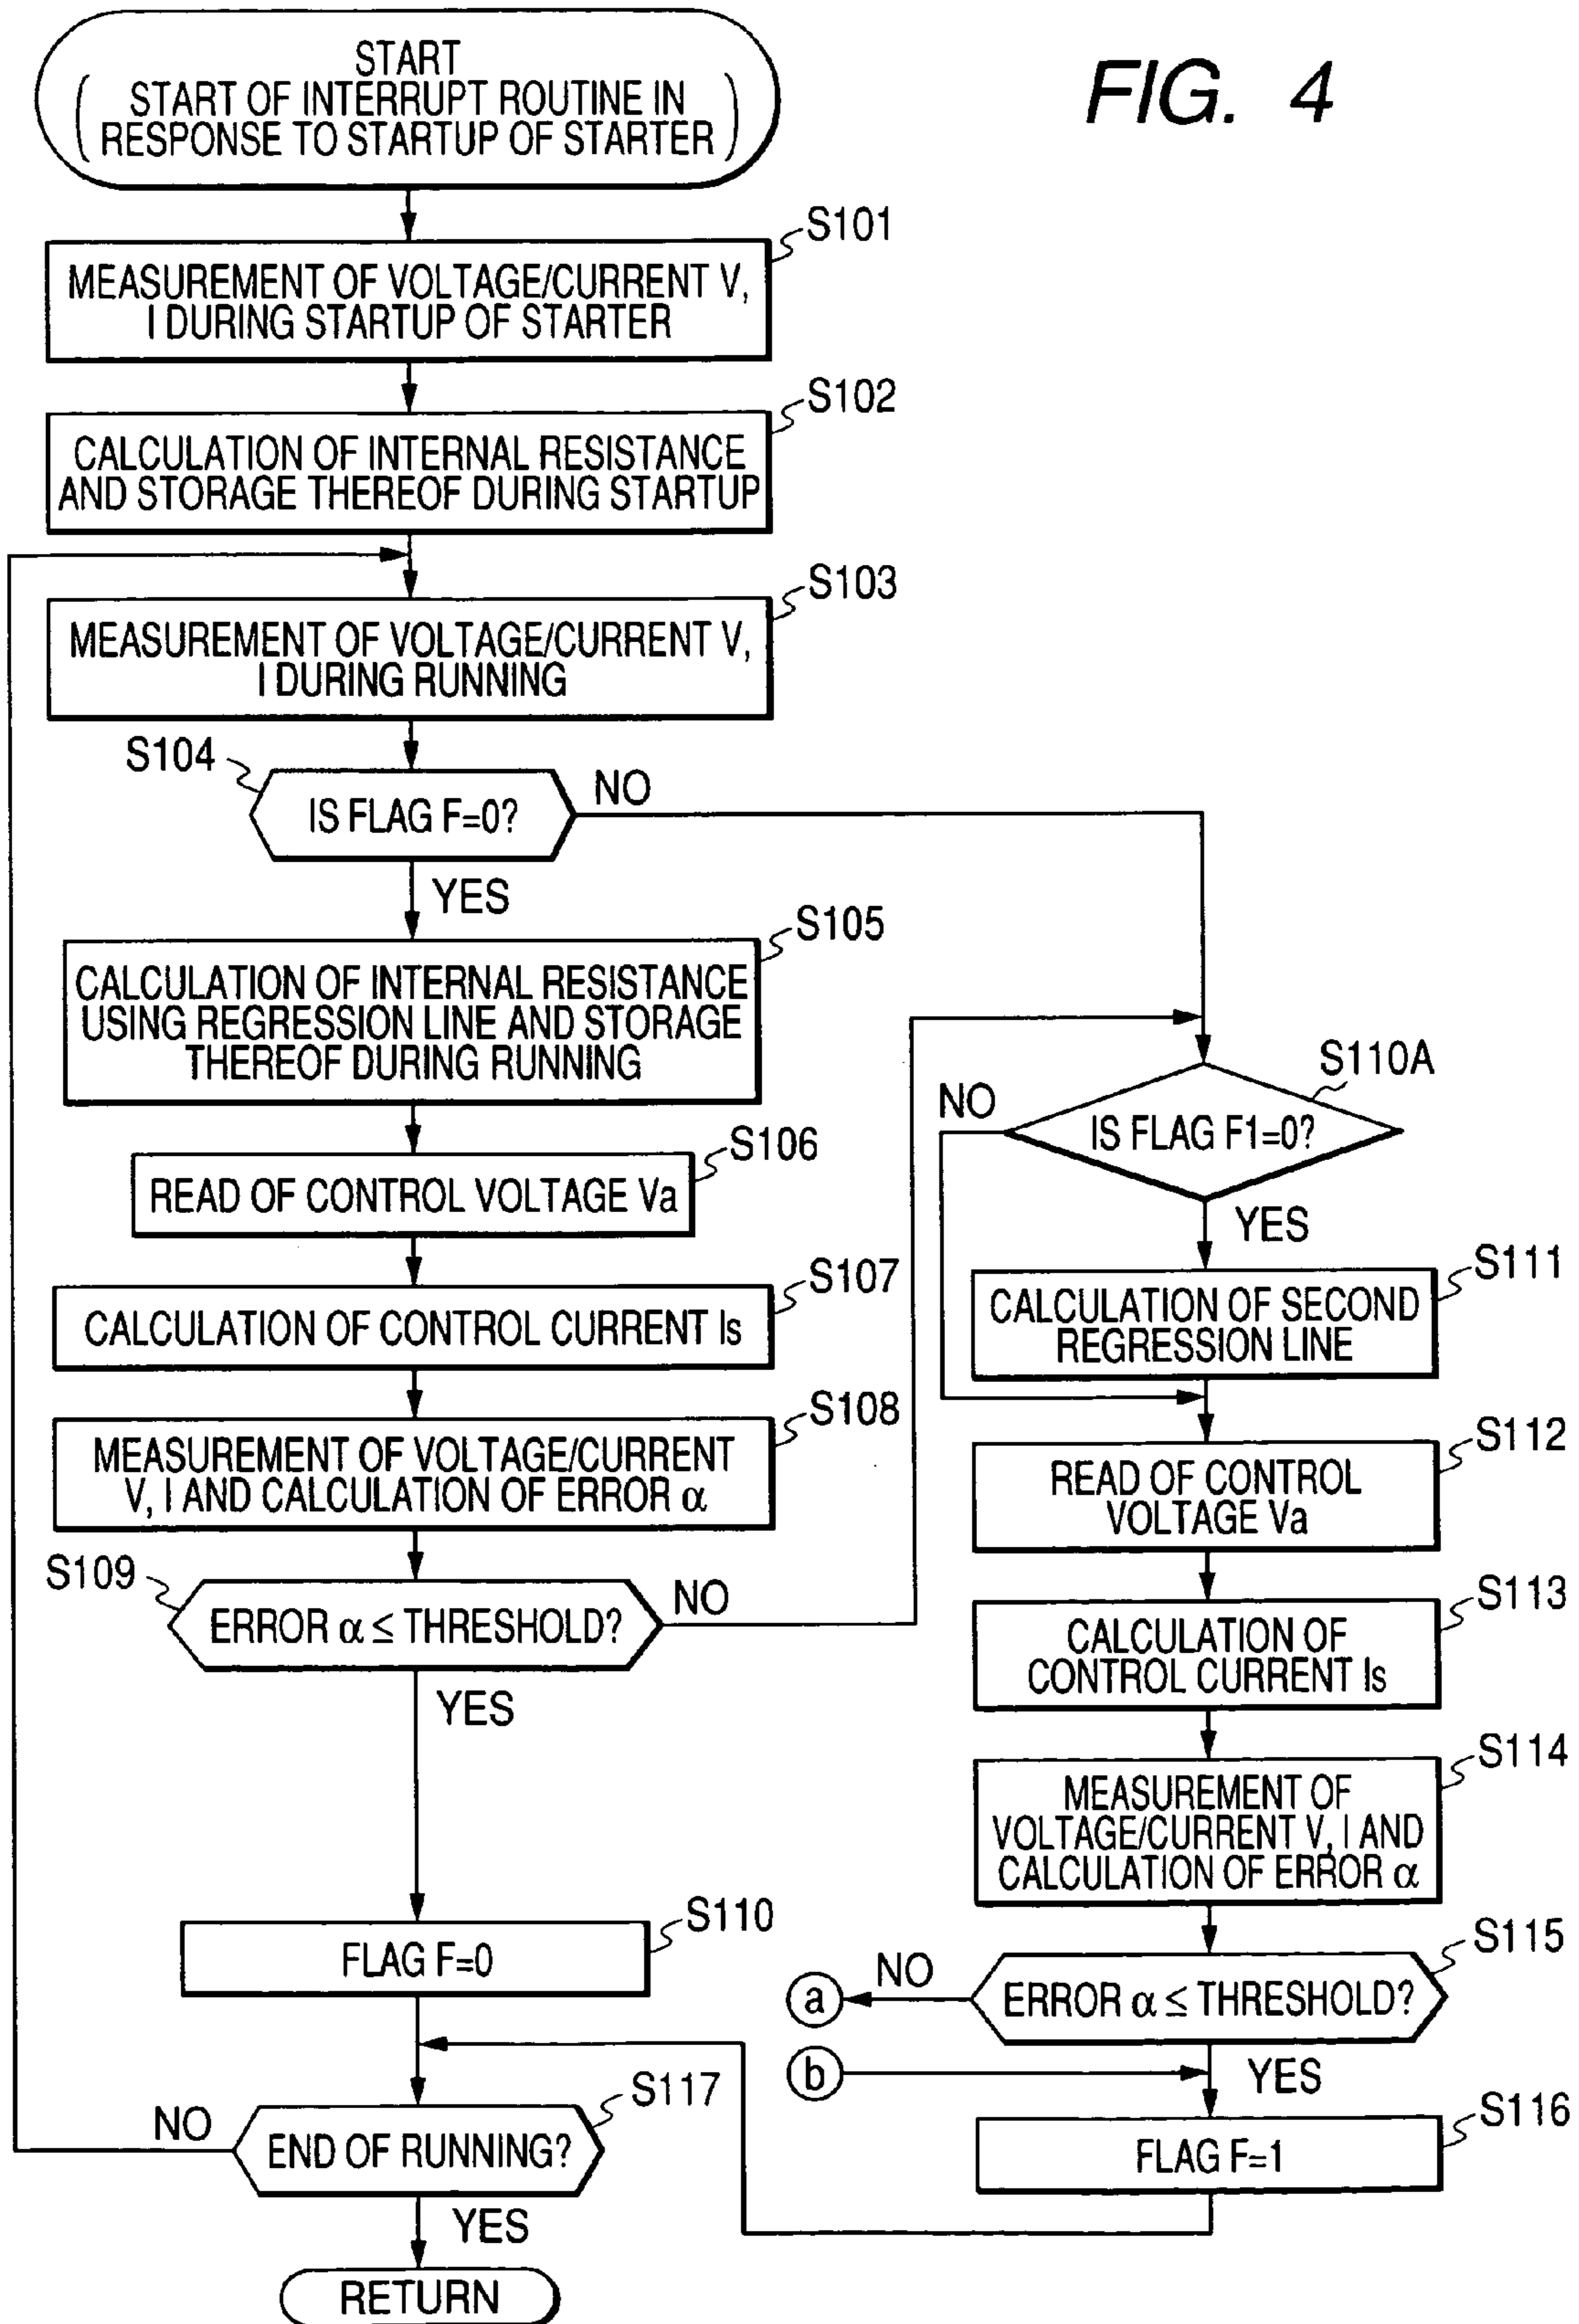 FIG. 4
START
START OF INTERRUPT ROUTINE IN
RESPONSE TO STARTUP OF STARTER
S101
MEASUREMENT OF VOLTAGE/CURRENT V,
I DURING STARTUP OF STARTER
S102
CALCULATION OF INTERNAL RESISTANCE
AND STORAGE THEREOF DURING STARTUP
S103
MEASUREMENT OF VOLTAGE/CURRENT V,
I DURING RUNNING
S104
IS FLAG F=0?
NO
YES
S105
CALCULATION OF INTERNAL RESISTANCE
USING REGRESSION LINE AND STORAGE
THEREOF DURING RUNNING
S106
READ OF CONTROL VOLTAGE Va
S107
CALCULATION OF CONTROL CURRENT Is
S108
MEASUREMENT OF VOLTAGE/CURRENT
V, I AND CALCULATION OF ERROR α
S109
ERROR α ≤ THRESHOLD?
NO
YES
S110
FLAG F=0
S117
END OF RUNNING?
NO
YES
RETURN
S110A
IS FLAG F1=0?
NO
YES
S111
CALCULATION OF SECOND
REGRESSION LINE
S112
READ OF CONTROL
VOLTAGE Va
S113
CALCULATION OF
CONTROL CURRENT Is
S114
MEASUREMENT OF
VOLTAGE/CURRENT V, I AND
CALCULATION OF ERROR α
S115
ERROR α ≤ THRESHOLD?
NO
a
b
YES
S116
FLAG F=1